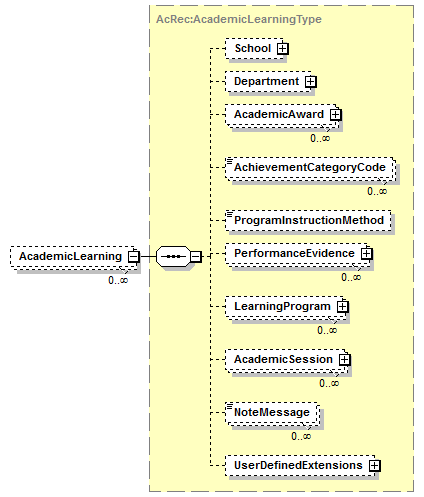 AcRec:AcademicLearningType
School
Department
AcademicAward
0..∞
AchievementCategoryCode
0..∞
ProgramInstructionMethod
AcademicLearning
0..∞
PerformanceEvidence
0..∞
LearningProgram
0..∞
AcademicSession
0..∞
NoteMessage
0..∞
UserDefinedExtensions